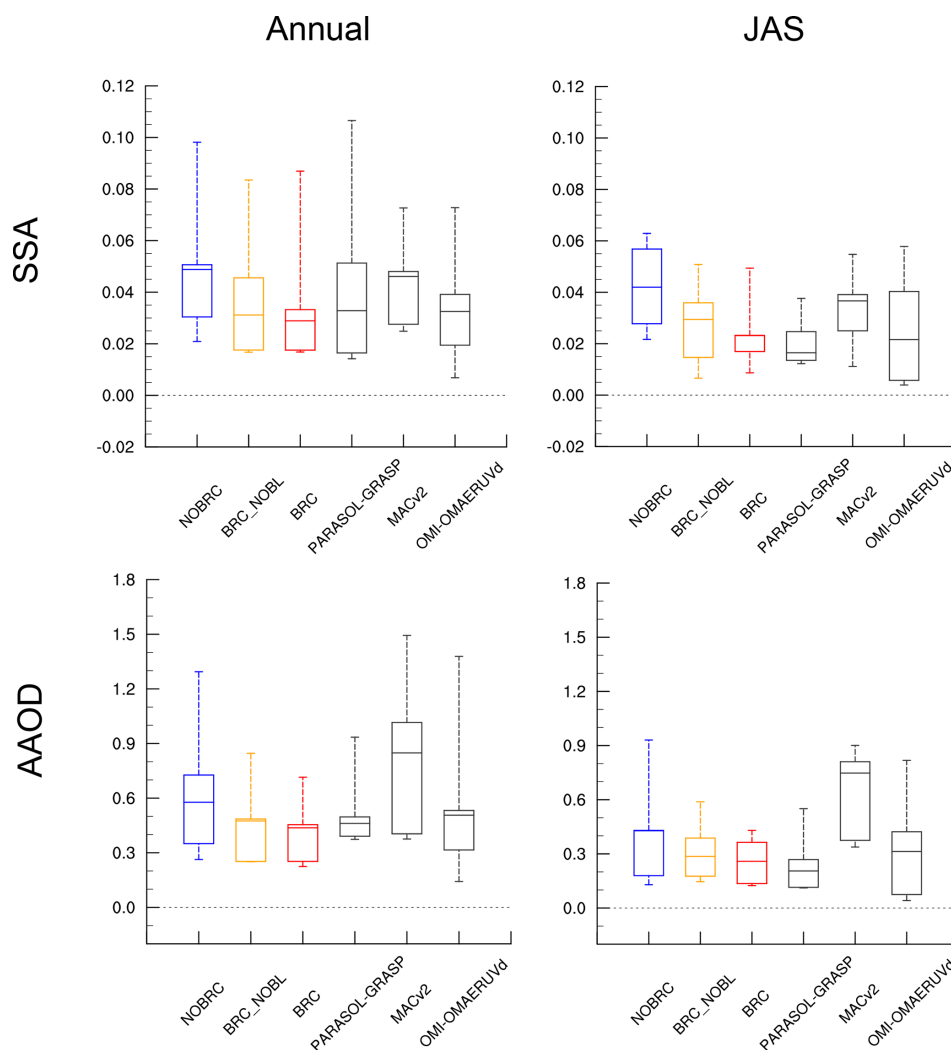 Annual
JAS
SSA
0.12
0.10
0.08
0.06
0.04
0.02
0.00
-0.02
NOBRC
BRC_NOBL
BRC
PARASOL-GRASP
MACv2
OMI-OMAERUVd
0.12
0.10
0.08
0.06
0.04
0.02
0.00
-0.02
NOBRC
BRC_NOBL
BRC
PARASOL-GRASP
MACv2
OMI-OMAERUVd
AAOD
1.8
1.5
1.2
0.9
0.6
0.3
0.0
NOBRC
BRC_NOBL
BRC
PARASOL-GRASP
MACv2
OMI-OMAERUVd
1.8
1.5
1.2
0.9
0.6
0.3
0.0
NOBRC
BRC_NOBL
BRC
PARASOL-GRASP
MACv2
OMI-OMAERUVd